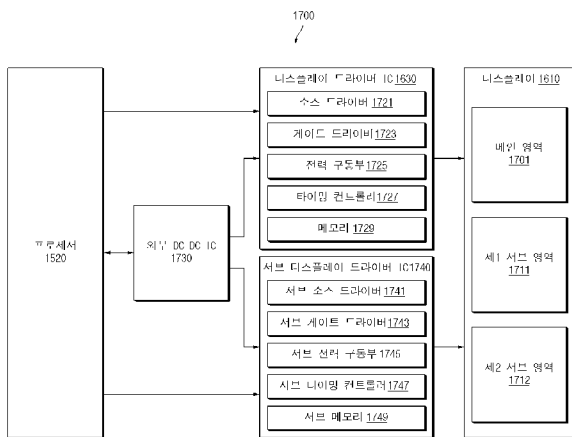 1700
디스플레이 드라이버 IC1630
소스 드라이버 1721
게이트 드라이버 1723
전력 구동부 1725
타이밍 컨트롤러 1727
메모리 1729
디스플레이 1610
메인 영역
1701
제1 서브 영역
1711
제2 서브 영역
1712
프로세서
1520
외부 DC DC IC
1730
서브 디스플레이 드라이버 IC1740
서브 소스 드라이버 1741
서브 게이트 드라이버 1743
서브 전력 구동부 1745
서브 타이밍 컨트롤러 1747
서브 메모리 1749